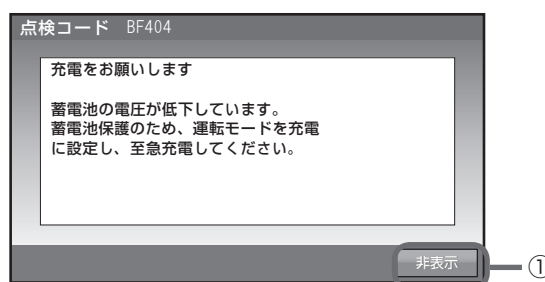 点検コード BF404
充電をお願いします
蓄電池の電圧が低下しています。
蓄電池保護のため、運転モードを充電
に設定し、至急充電してください。
非表示
①